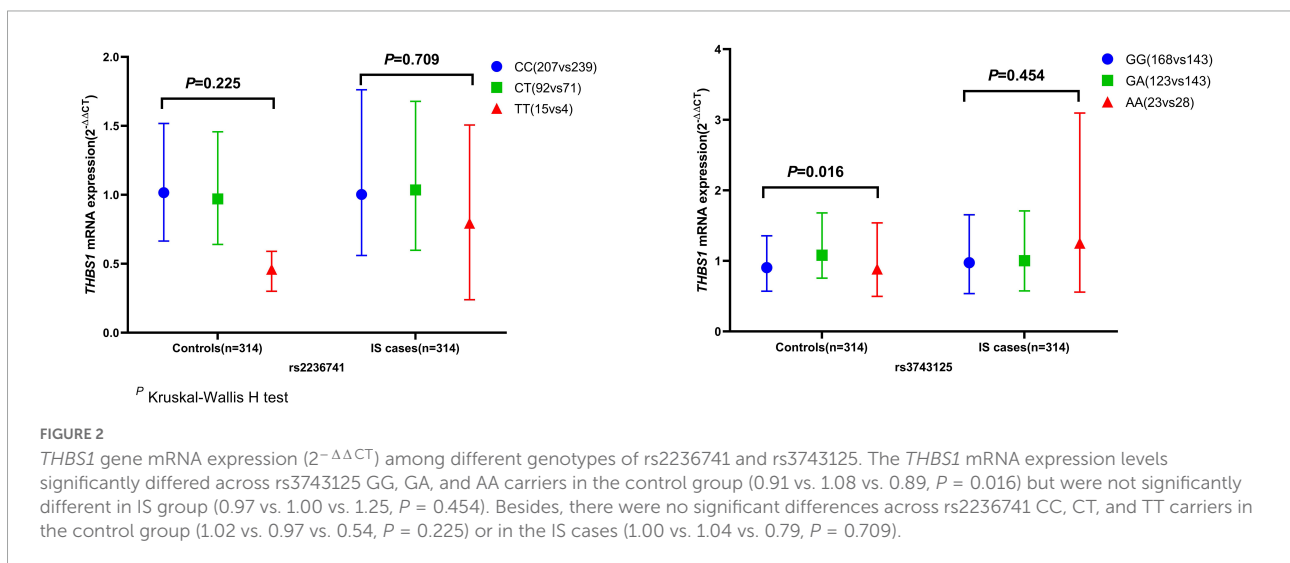 2.0
1.5
1.0
0.5
0.0
THBS1 mRNA expression(2^-ΔΔCT)
P=0.225
P=0.709
CC(207vs239)
CT(92vs71)
TT(15vs4)
Controls(n=314)
IS cases(n=314)
rs2236741
P Kruskal-Wallis H test
4
3
2
1
0
THBS1 mRNA expression(2^-ΔΔCT)
P=0.016
P=0.454
GG(168vs143)
GA(123vs143)
AA(23vs28)
Controls(n=314)
IS cases(n=314)
rs3743125
FIGURE 2
THBS1 gene mRNA expression (2^−ΔΔCT) among different genotypes of rs2236741 and rs3743125. The THBS1 mRNA expression levels
significantly differed across rs3743125 GG, GA, and AA carriers in the control group (0.91 vs. 1.08 vs. 0.89, P = 0.016) but were not significantly
different in IS group (0.97 vs. 1.00 vs. 1.25, P = 0.454). Besides, there were no significant differences across rs2236741 CC, CT, and TT carriers in
the control group (1.02 vs. 0.97 vs. 0.54, P = 0.225) or in the IS cases (1.00 vs. 1.04 vs. 0.79, P = 0.709).